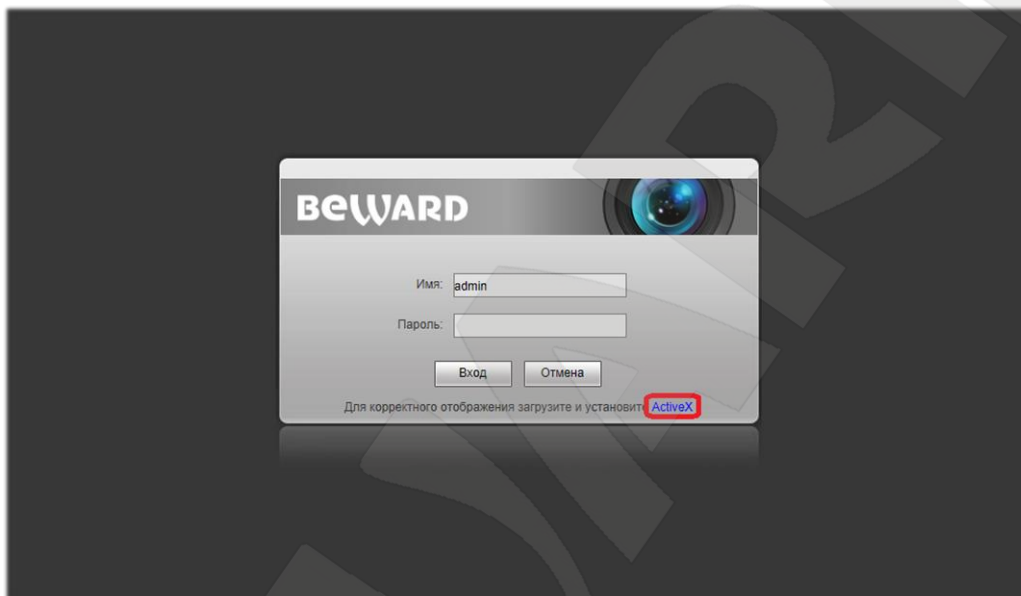 BEWARD
Имя: admin
Пароль:
Вход Отмена
Для корректного отображения загрузите и установите ActiveX